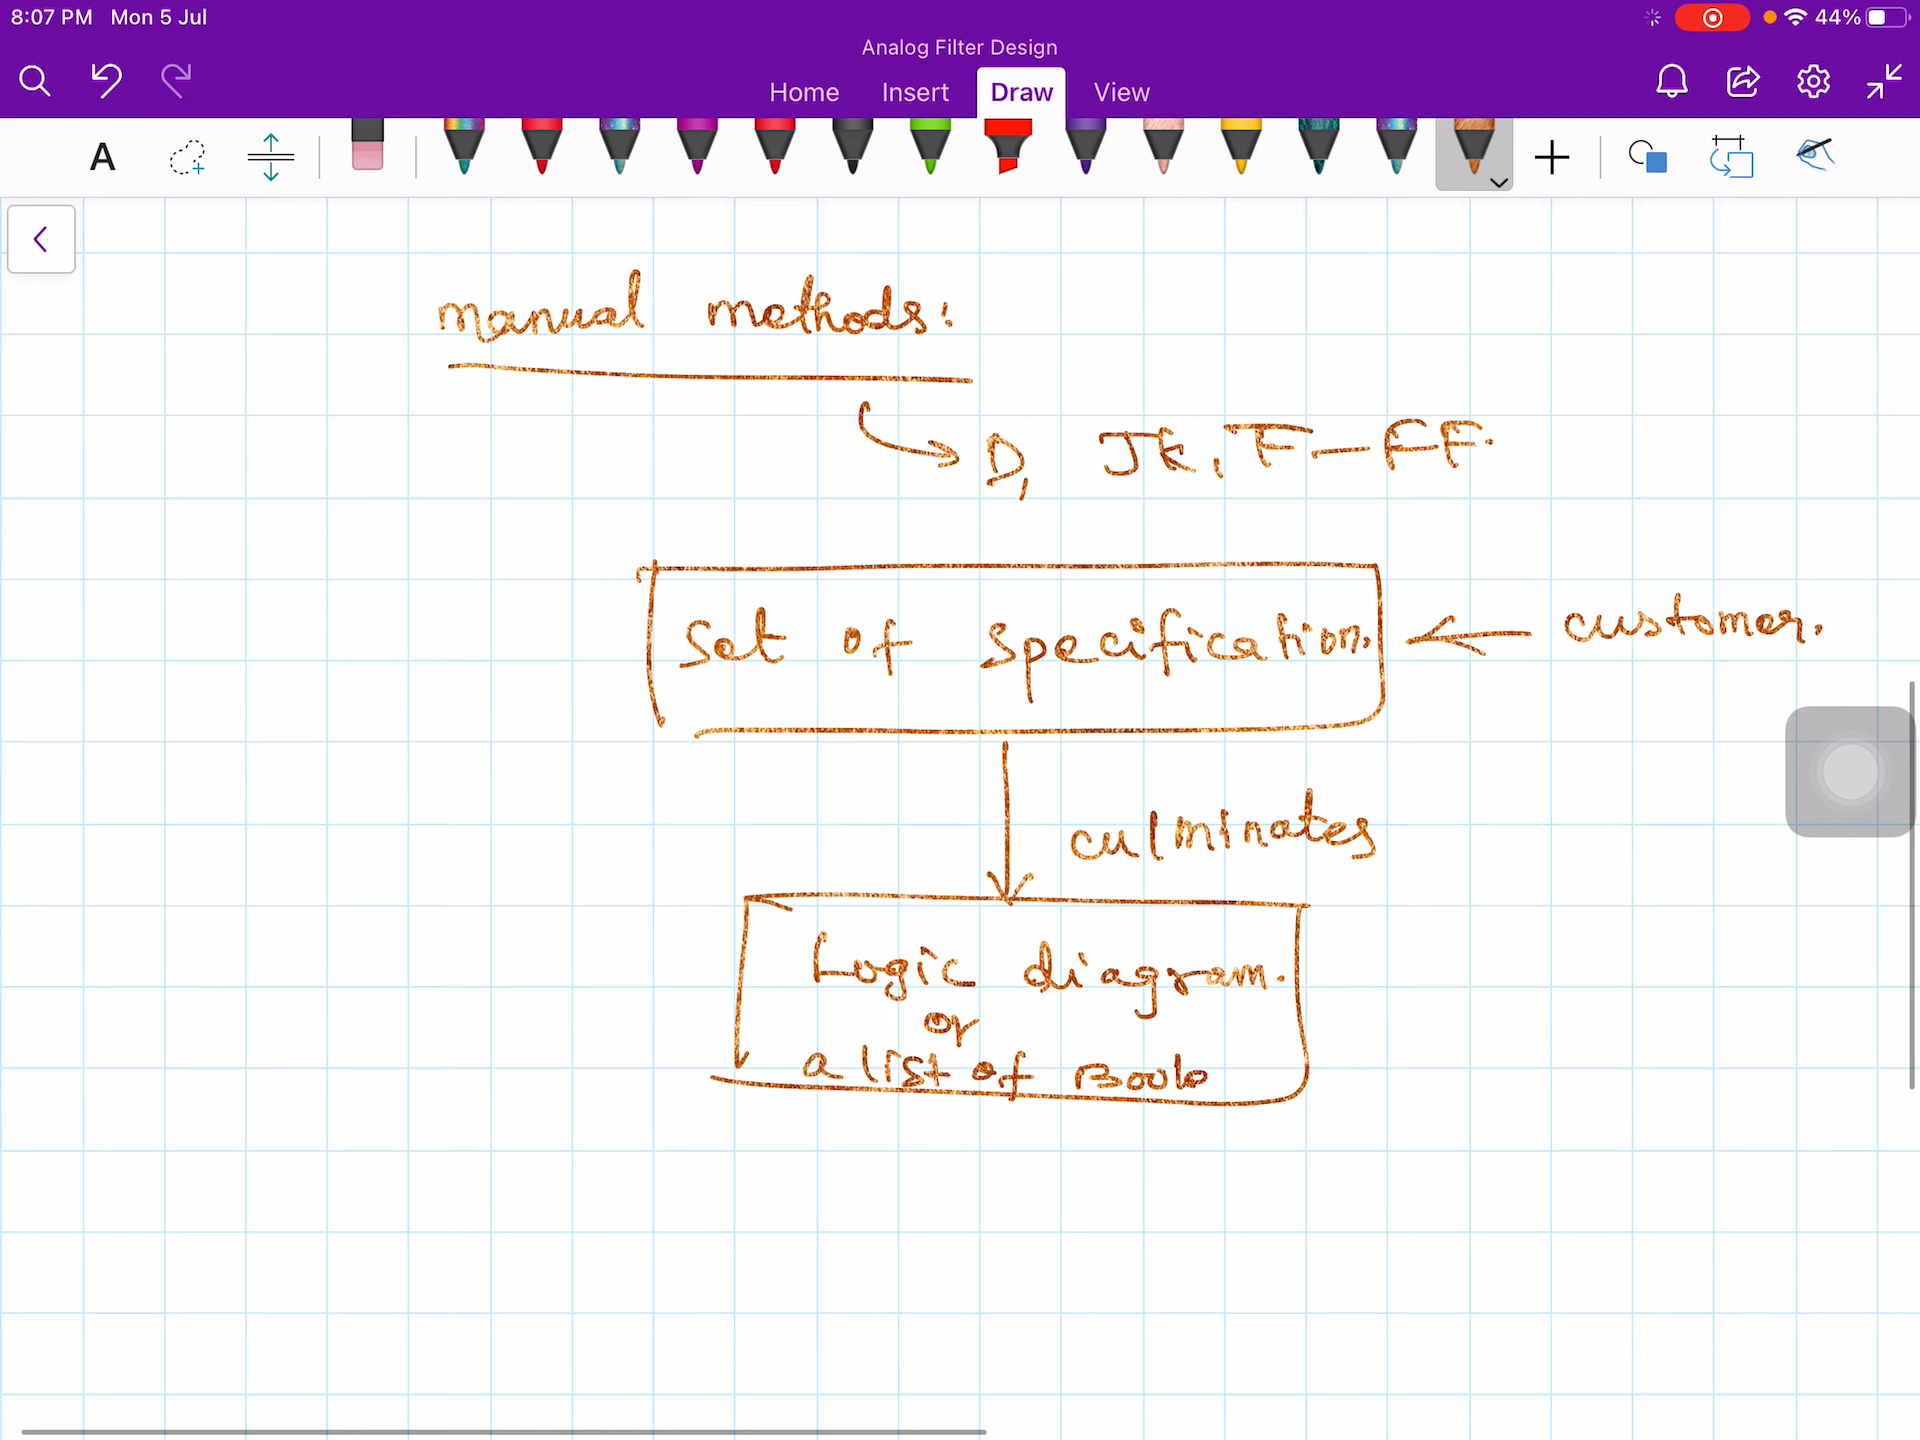 8:07 PM Mon 5 Jul
44%
Analog Filter Design
Home Insert Draw View
A
manual methods:
D, JK, T-FF.
Set of specification. ← customer.
culminates
Logic diagram.
or
a list of Boole